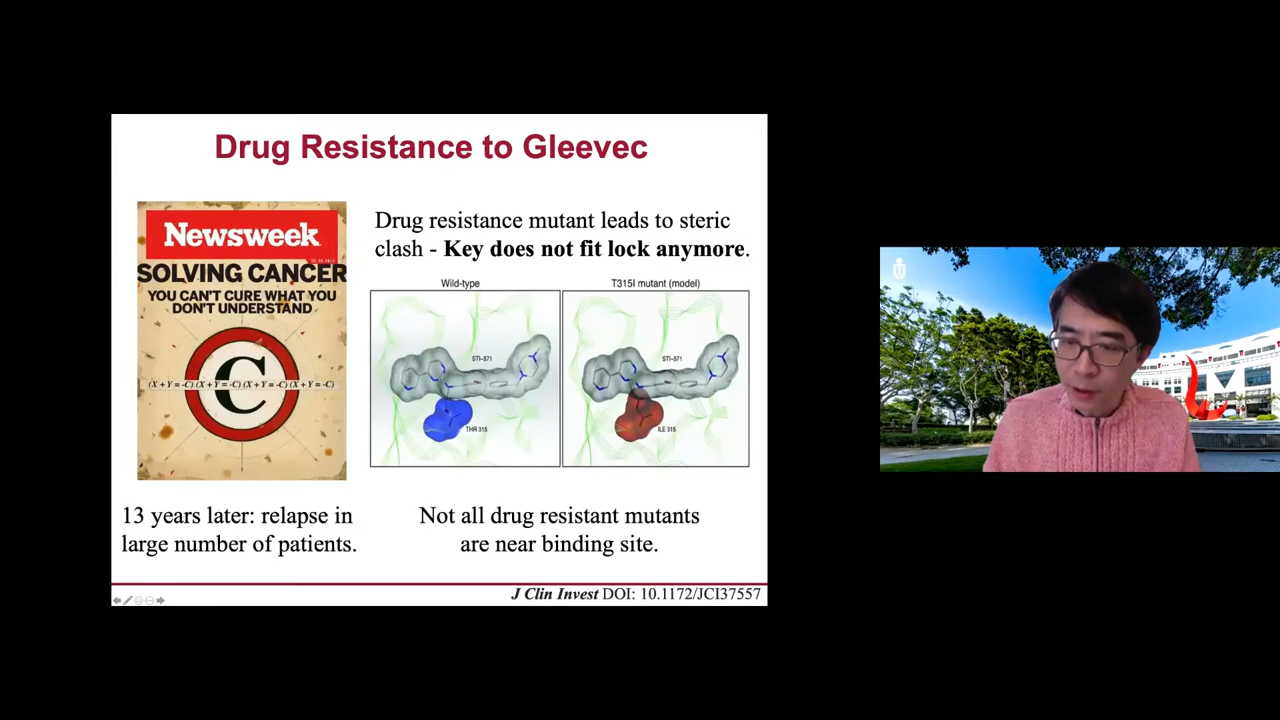 Drug Resistance to Gleevec
Newsweek
SOLVING CANCER
YOU CAN'T CURE WHAT YOU
DON'T UNDERSTAND
C
(X + Y = -C) (X + Y = -C) (X + Y = -C) (X + Y = -C)
Drug resistance mutant leads to steric
clash - Key does not fit lock anymore.
Wild-type
STI-571
THR 315
T315I mutant (model)
STI-571
ILE 315
13 years later: relapse in
large number of patients.
Not all drug resistant mutants
are near binding site.
J Clin Invest DOI: 10.1172/JCI37557